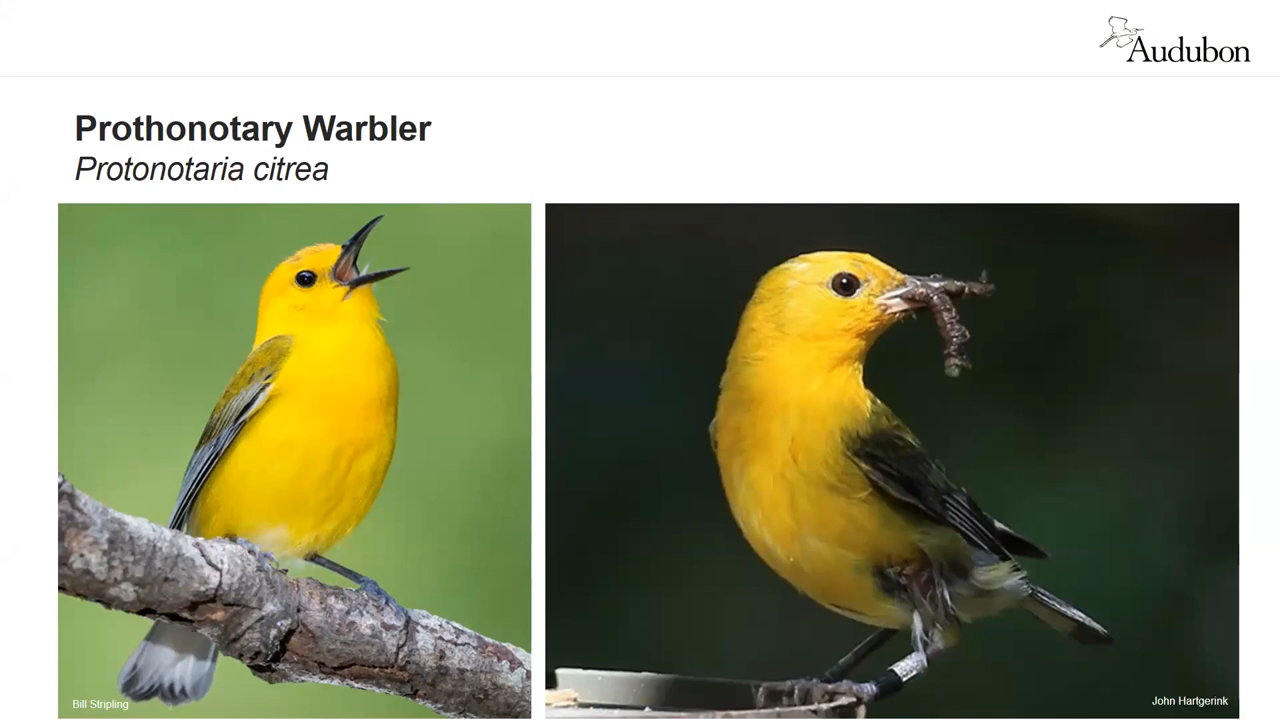 Audubon
Prothonotary Warbler
Protonotaria citrea
Bill Stripling
John Hartgerink